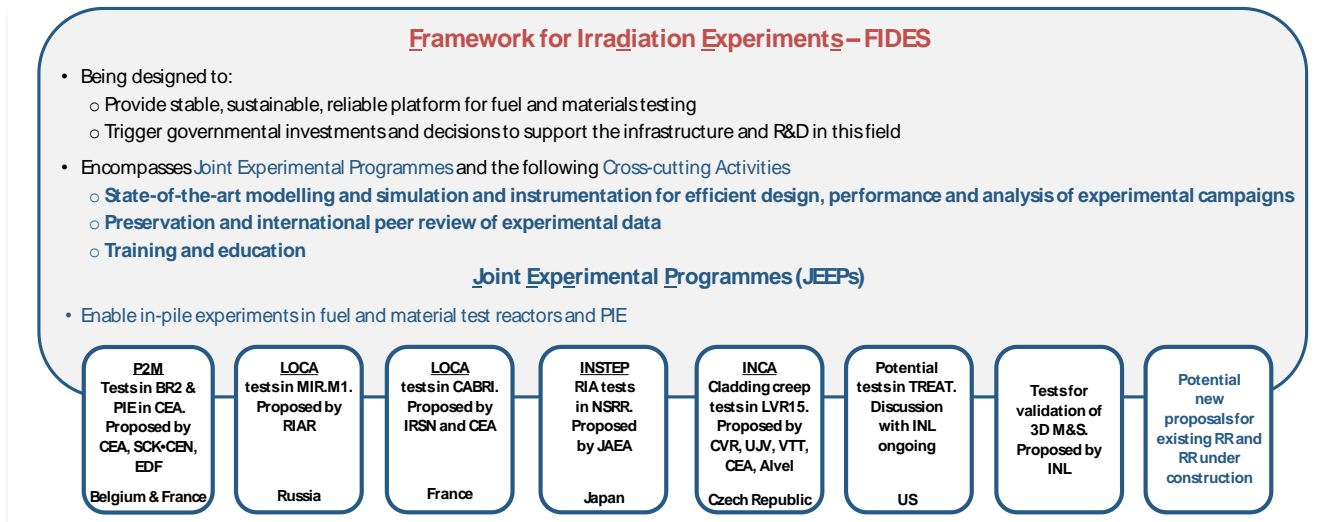 Framework for Irradiation Experiments – FIDES
• Being designed to:
o Provide stable, sustainable, reliable platform for fuel and materials testing
o Trigger governmental investments and decisions to support the infrastructure and R&D in this field
• Encompasses Joint Experimental Programmes and the following Cross-cutting Activities
o State-of-the-art modelling and simulation and instrumentation for efficient design, performance and analysis of experimental campaigns
o Preservation and international peer review of experimental data
o Training and education
Joint Experimental Programmes (JEEPs)
• Enable in-pile experiments in fuel and material test reactors and PIE
P2M
Tests in BR2 &
PIE in CEA.
Proposed by
CEA, SCK•CEN,
EDF
Belgium & France
LOCA
tests in MIR.M1.
Proposed by
RIAR
Russia
LOCA
tests in CABRI.
Proposed by
IRSN and CEA
France
INSTEP
RIA tests
in NSRR.
Proposed
by JAEA
Japan
INCA
Cladding creep
tests in LVR15.
Proposed by
CVR, UJV, VTT,
CEA, Alvel
Czech Republic
Potential
tests in TREAT.
Discussion
with INL
ongoing
US
Tests for
validation of
3D M&S.
Proposed by
INL
Potential
new
proposals for
existing RR and
RR under
construction